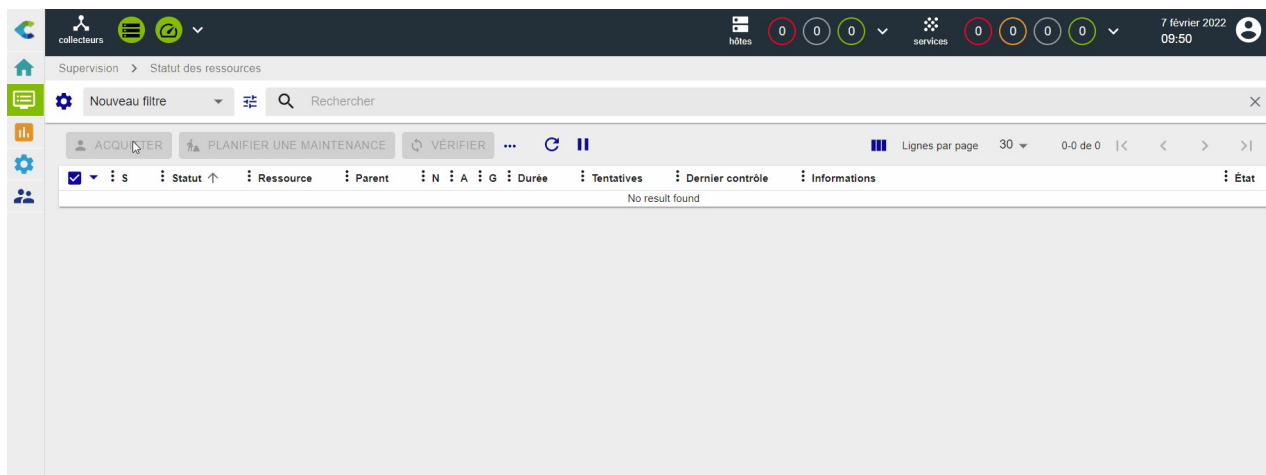 collecteurs
hôtes 0 0 0
services 0 0 0 0
7 février 2022
09:50
Supervision > Statut des ressources
Nouveau filtre
Rechercher
ACQUITTER PLANIFIER UNE MAINTENANCE VÉRIFIER ... Lignes par page 30 0-0 de 0
S Statut Ressource Parent N A G Durée Tentatives Dernier contrôle Informations État
No result found